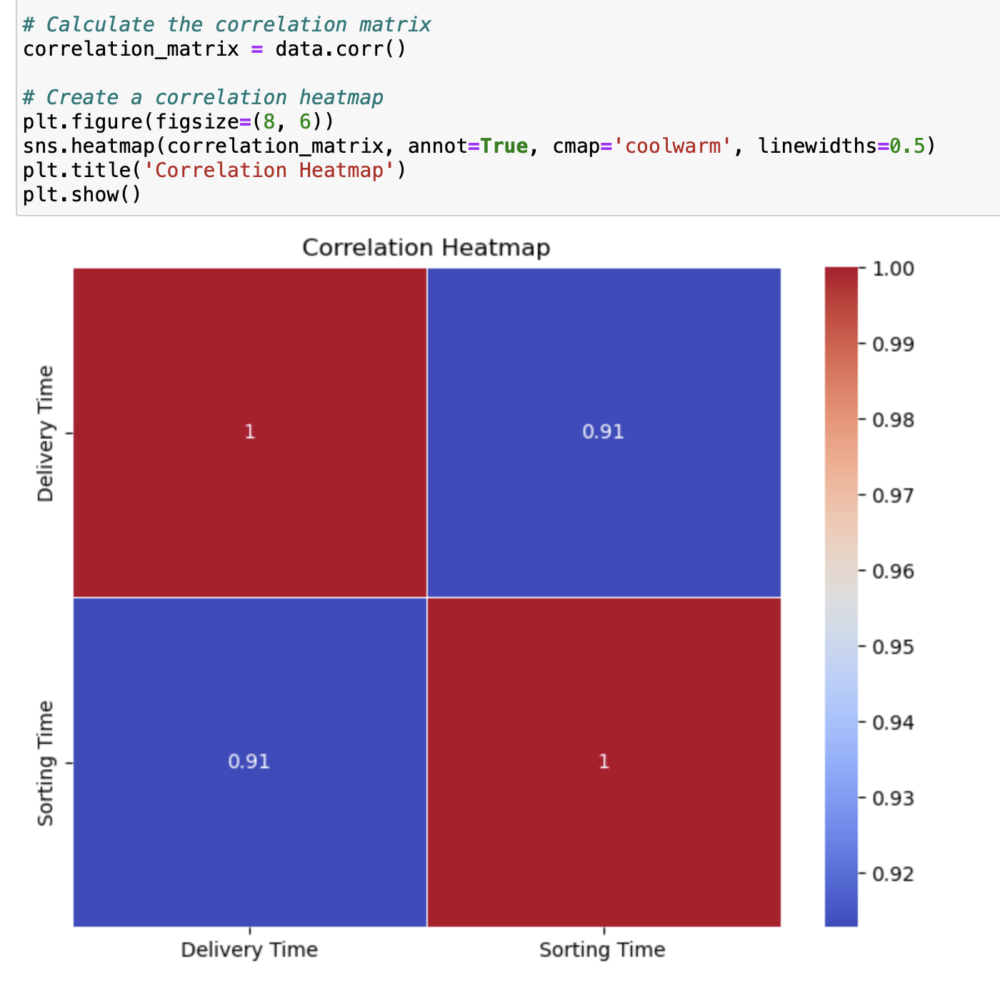 # Calculate the correlation matrix
correlation_matrix = data.corr()
# Create a correlation heatmap
plt.figure(figsize=(8, 6))
sns.heatmap(correlation_matrix, annot=True, cmap='coolwarm', linewidths=0.5)
plt.title('Correlation Heatmap')
plt.show()
Correlation Heatmap
Delivery Time
1
0.91
Sorting Time
0.91
1
Delivery Time
Sorting Time
1.00
0.99
0.98
0.97
0.96
0.95
0.94
0.93
0.92